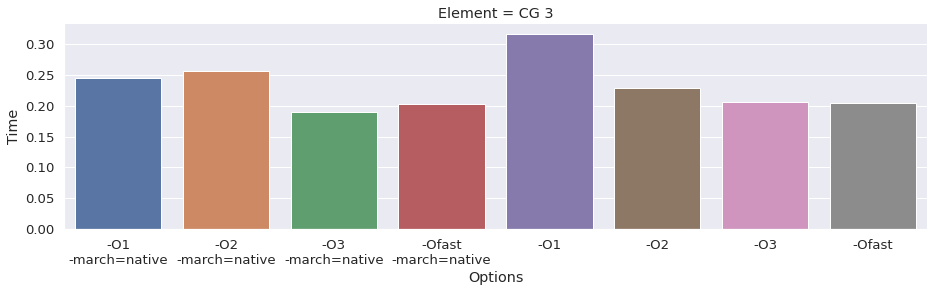 Element = CG 3
Time
0.30
0.25
0.20
0.15
0.10
0.05
0.00
-O1 -O2 -O3 -Ofast -O1 -O2 -O3 -Ofast
-march=native -march=native -march=native -march=native
Options